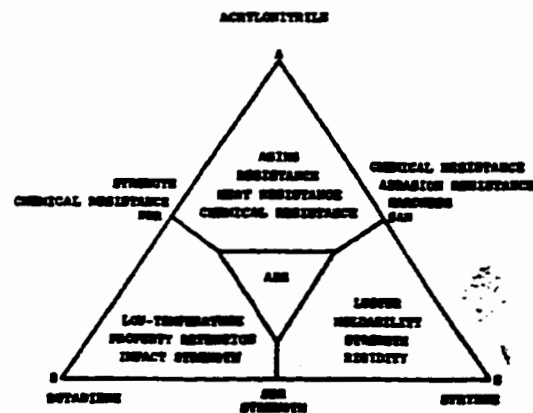 ACRYLONITRILE
A
AGING
RESISTANCE
HEAT RESISTANCE
CHEMICAL RESISTANCE
STRENGTH
CHEMICAL RESISTANCE
CHEMICAL RESISTANCE
ABRASION RESISTANCE
HARDNESS
SAN
ABS
LOW-TEMPERATURE
PROPERTY RETENTION
IMPACT STRENGTH
LUSTER
MOLDABILITY
STRENGTH
RIGIDITY
B
S
BUTADIENE
SBR
STRENGTH
STYRENE